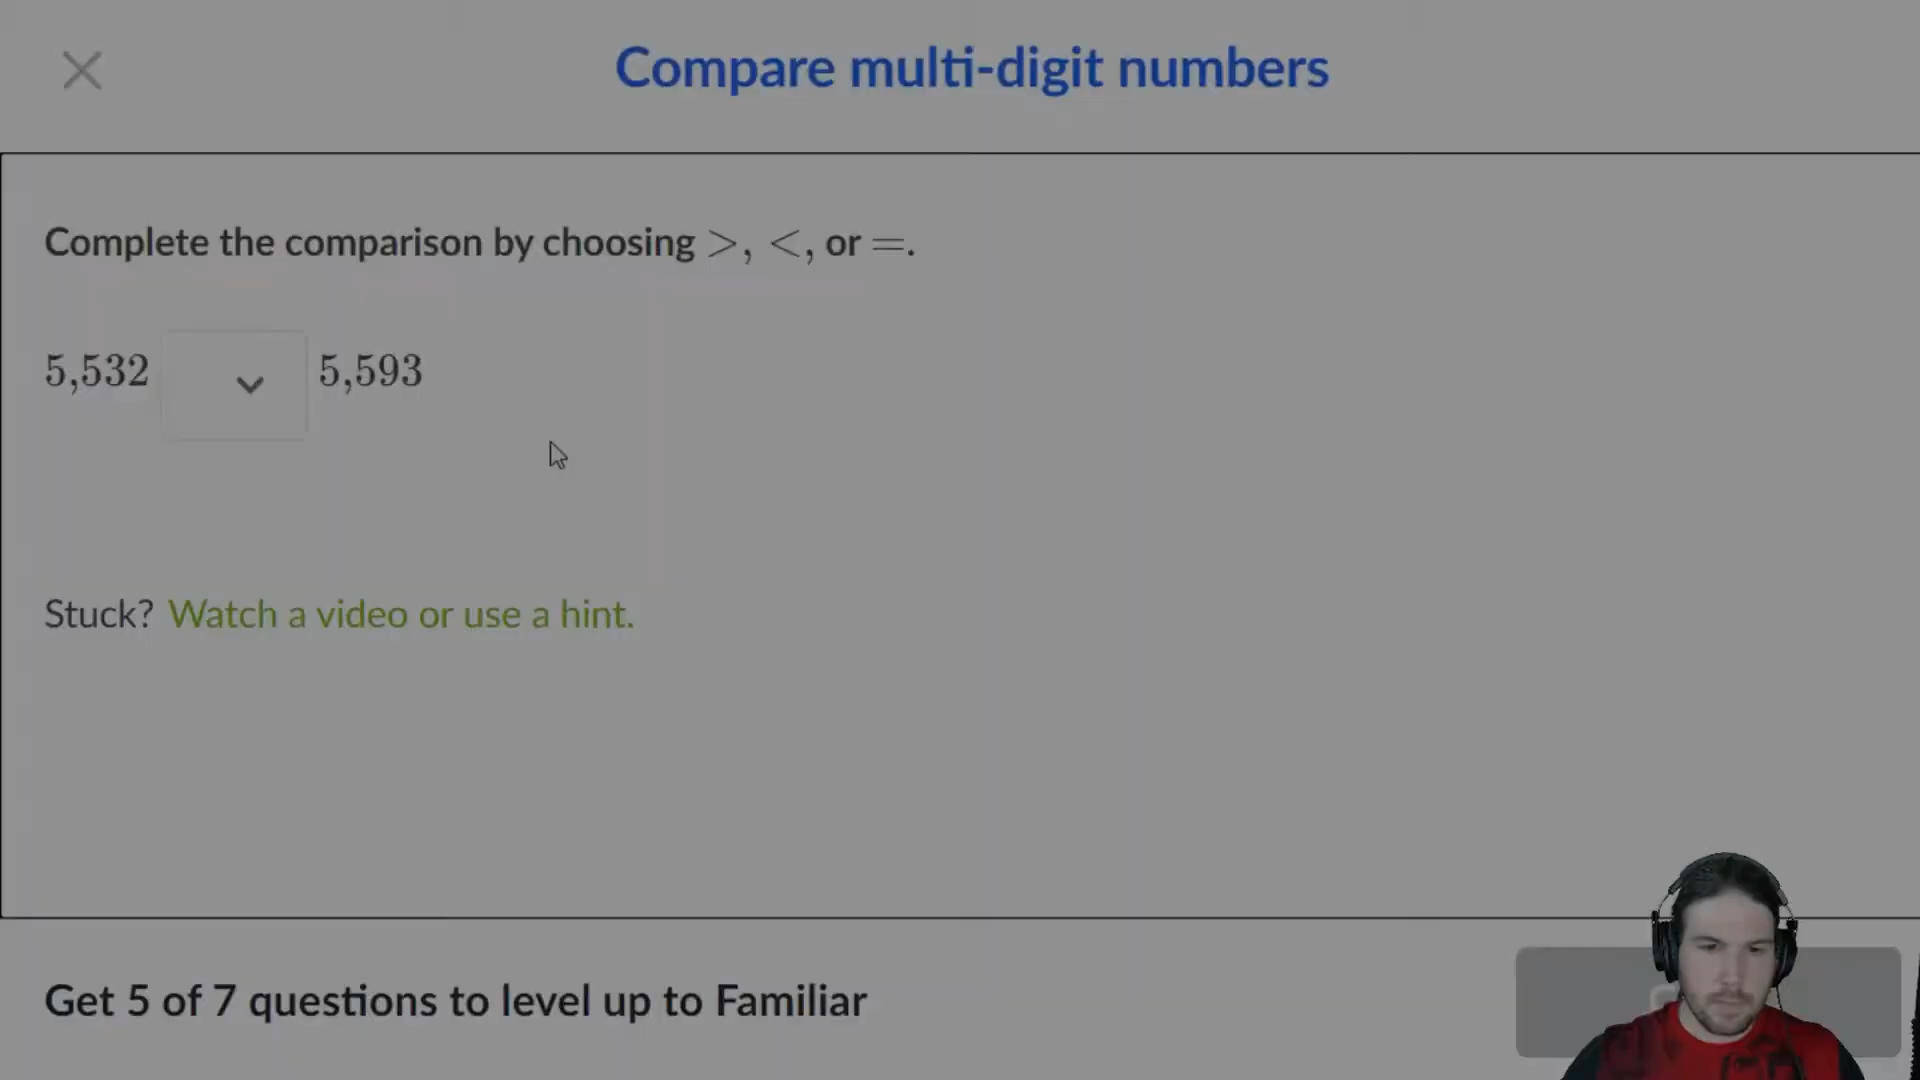 Compare multi-digit numbers
Complete the comparison by choosing >, <, or =.
5,532 5,593
Stuck? Watch a video or use a hint.
Get 5 of 7 questions to level up to Familiar